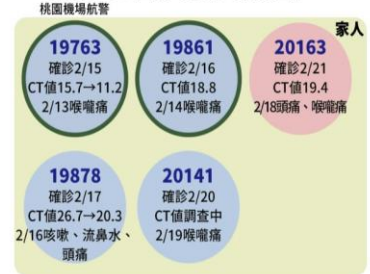 桃園機場航警
家人
19763
確診2/15
CT值15.7→11.2
2/13喉嚨痛
19861
確診2/16
CT值18.8
2/14喉嚨痛
20163
確診2/21
CT值19.4
2/18頭痛、喉嚨痛
19878
確診2/17
CT值26.7→20.3
2/16咳嗽、流鼻水、
頭痛
20141
確診2/20
CT值調查中
2/19喉嚨痛